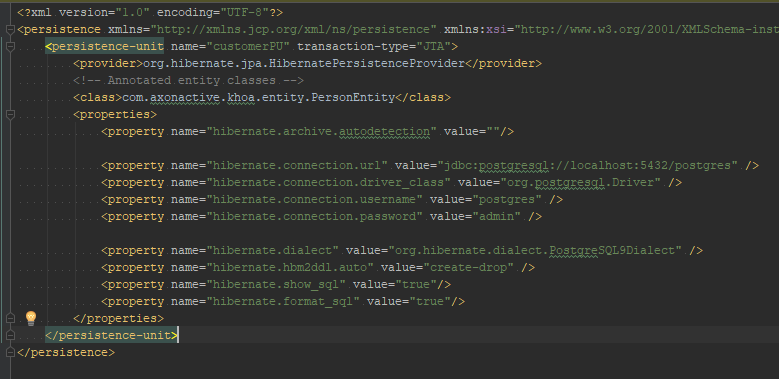 <?xml version="1.0" encoding="UTF-8"?>
<persistence xmlns="http://xmlns.jcp.org/xml/ns/persistence" xmlns:xsi="http://www.w3.org/2001/XMLSchema-inst
<persistence-unit name="customerPU" transaction-type="JTA">
<provider>org.hibernate.jpa.HibernatePersistenceProvider</provider>
<!-- Annotated entity classes -->
<class>com.axonactive.khoa.entity.PersonEntity</class>
<properties>
<property name="hibernate.archive.autodetection" value=""/>
<property name="hibernate.connection.url" value="jdbc:postgresql://localhost:5432/postgres" />
<property name="hibernate.connection.driver_class" value="org.postgresql.Driver" />
<property name="hibernate.connection.username" value="postgres" />
<property name="hibernate.connection.password" value="admin" />
<property name="hibernate.dialect" value="org.hibernate.dialect.PostgreSQL9Dialect" />
<property name="hibernate.hbm2ddl.auto" value="create-drop" />
<property name="hibernate.show_sql" value="true"/>
<property name="hibernate.format_sql" value="true"/>
</properties>
</persistence-unit>
</persistence>